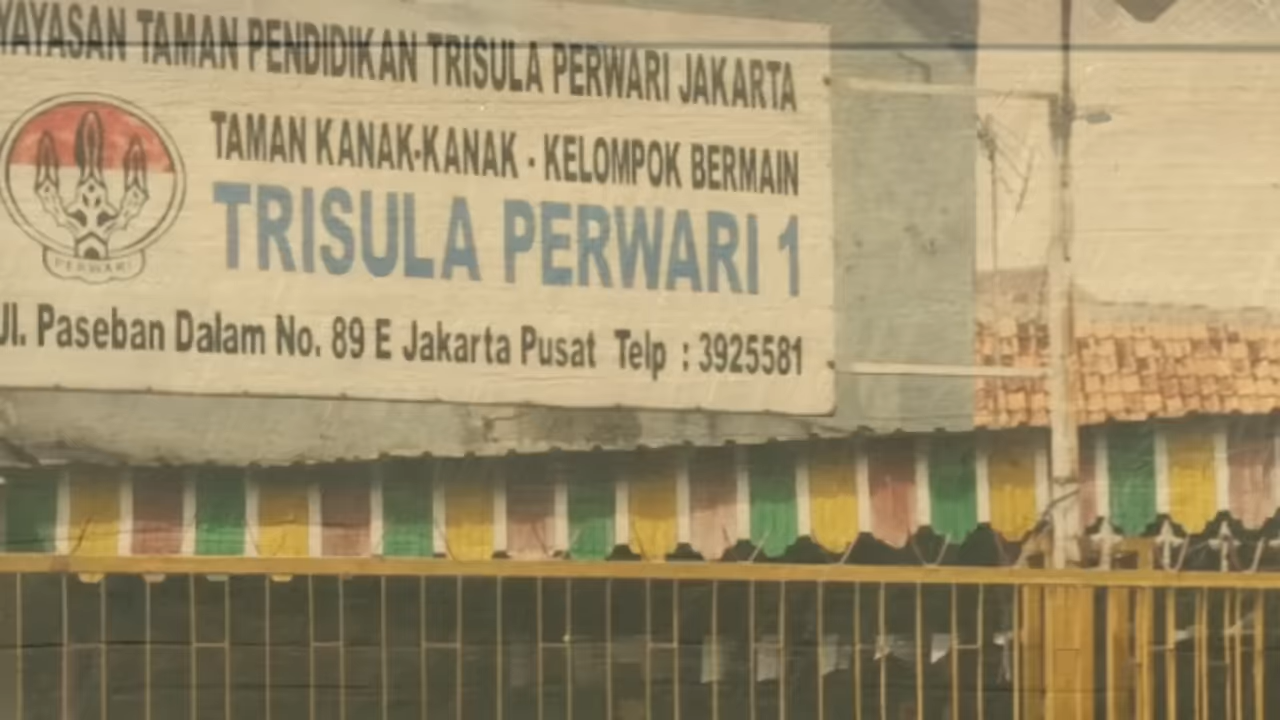 YAYASAN TAMAN PENDIDIKAN TRISULA PERWARI JAKARTA
TAMAN KANAK-KANAK - KELOMPOK BERMAIN
TRISULA PERWARI 1
PERWARI
Jl. Paseban Dalam No. 89 E Jakarta Pusat Telp : 3925581